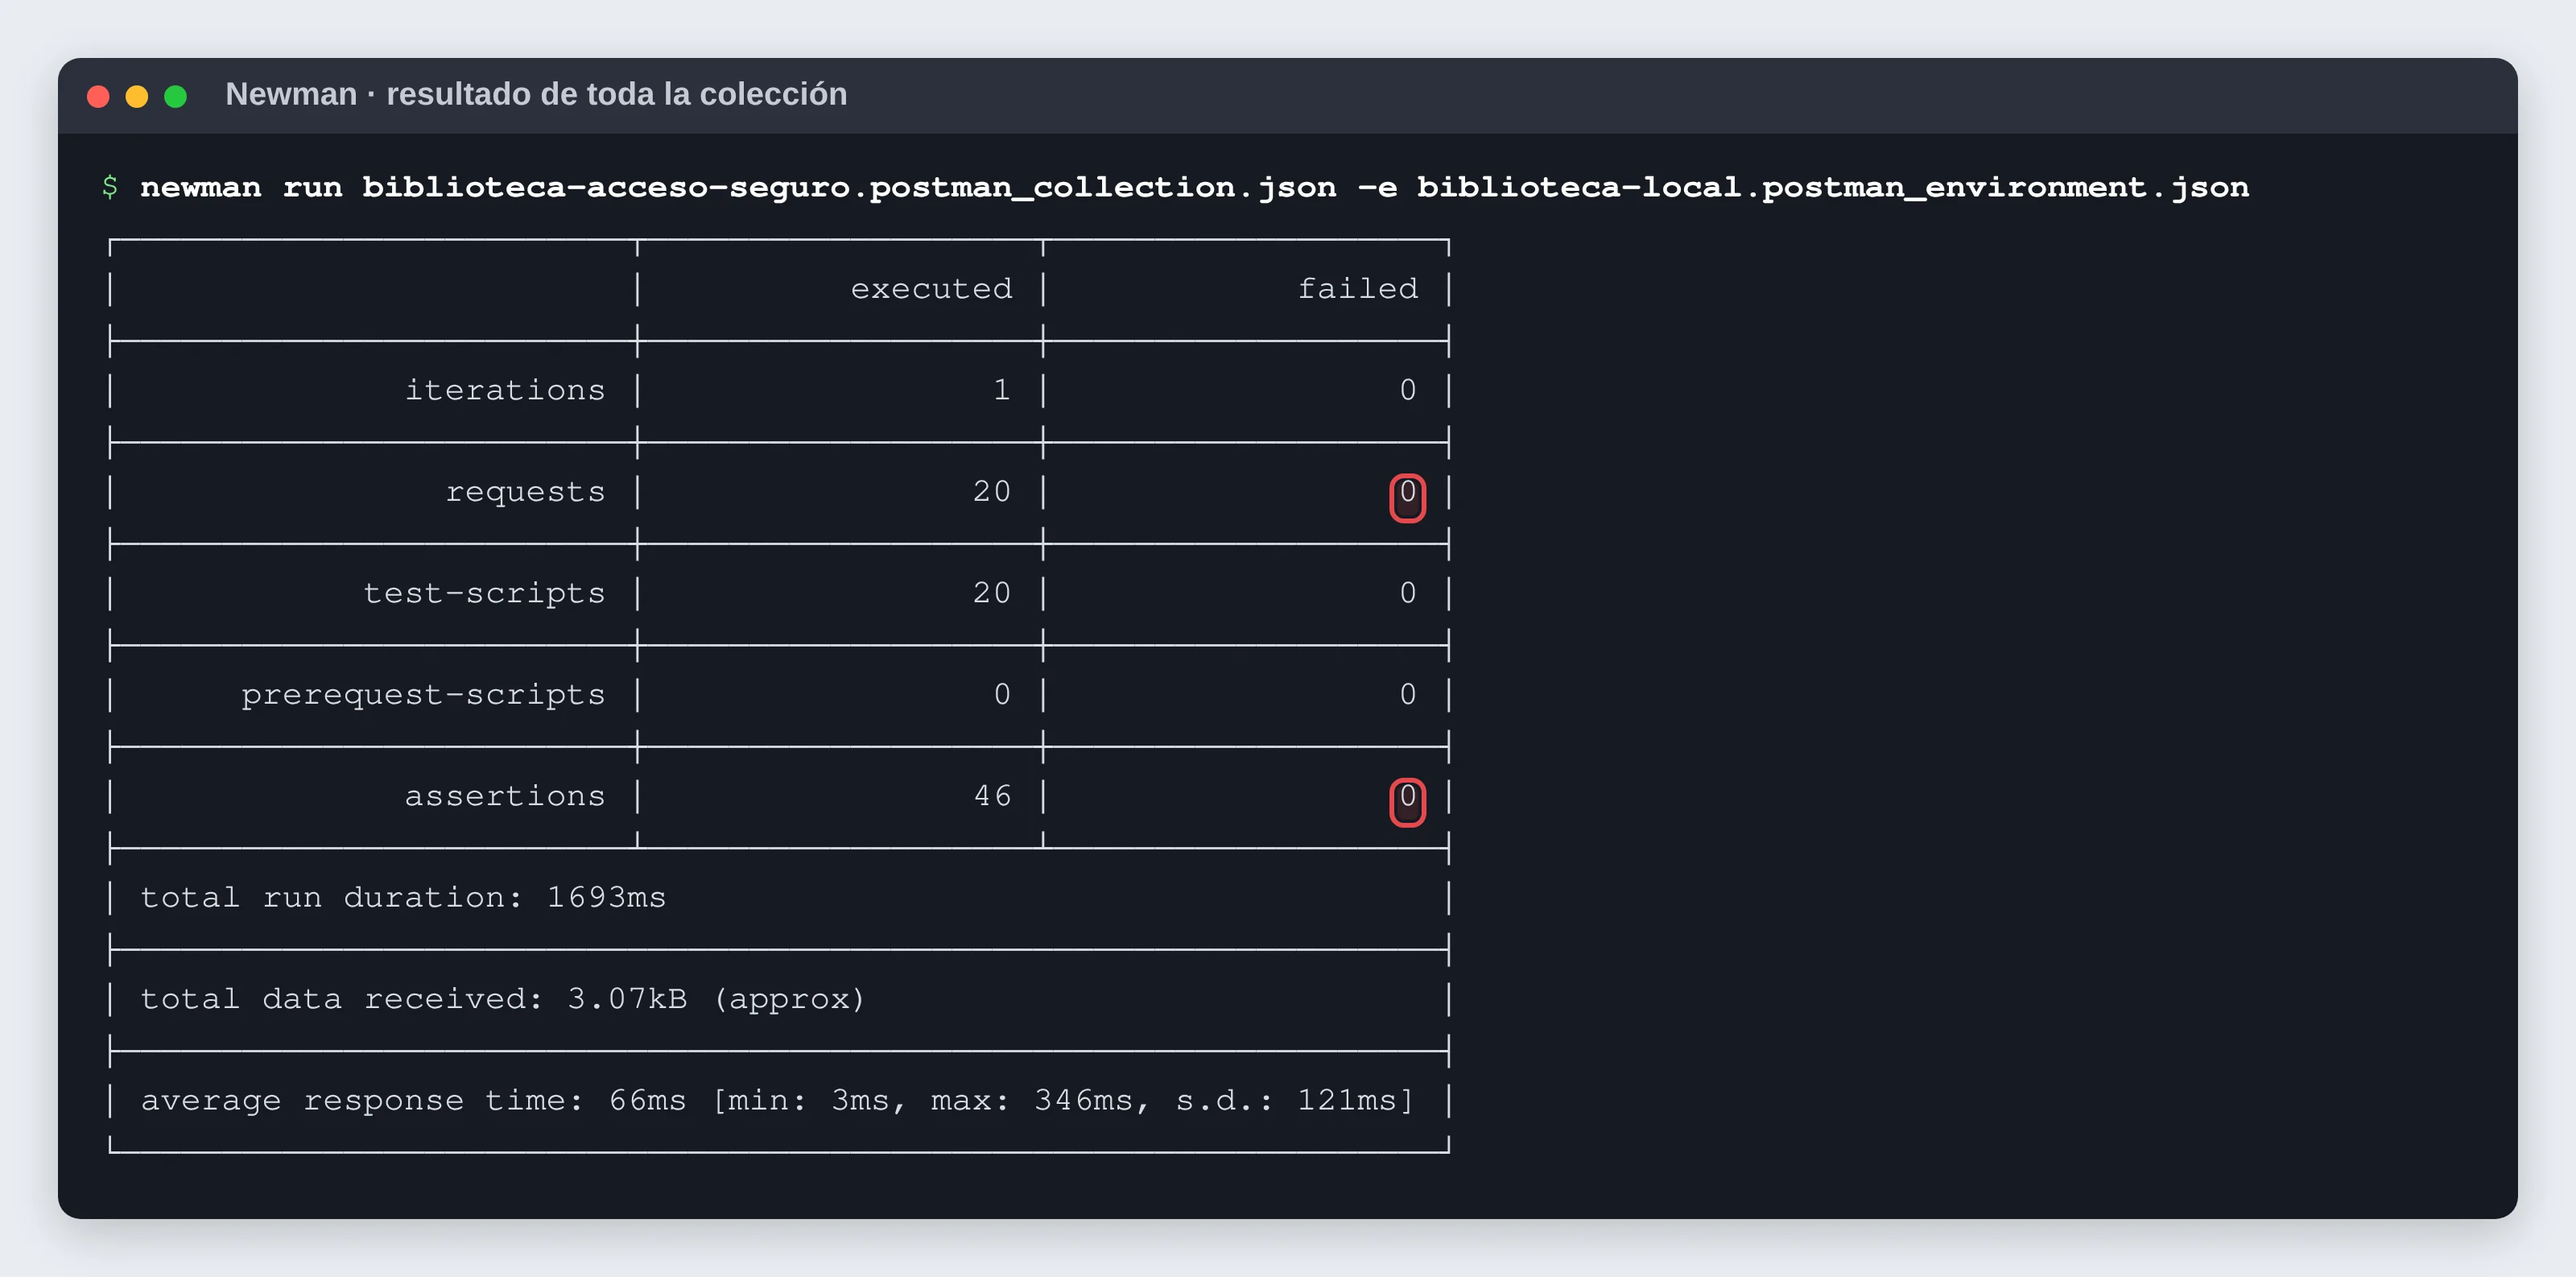 Newman · resultado de toda la colección
$ newman run biblioteca-acceso-seguro.postman_collection.json -e biblioteca-local.postman_environment.json
executed failed
iterations 1 0
requests 20 0
test-scripts 20 0
prerequest-scripts 0 0
assertions 46 0
total run duration: 1693ms
total data received: 3.07kB (approx)
average response time: 66ms [min: 3ms, max: 346ms, s.d.: 121ms]